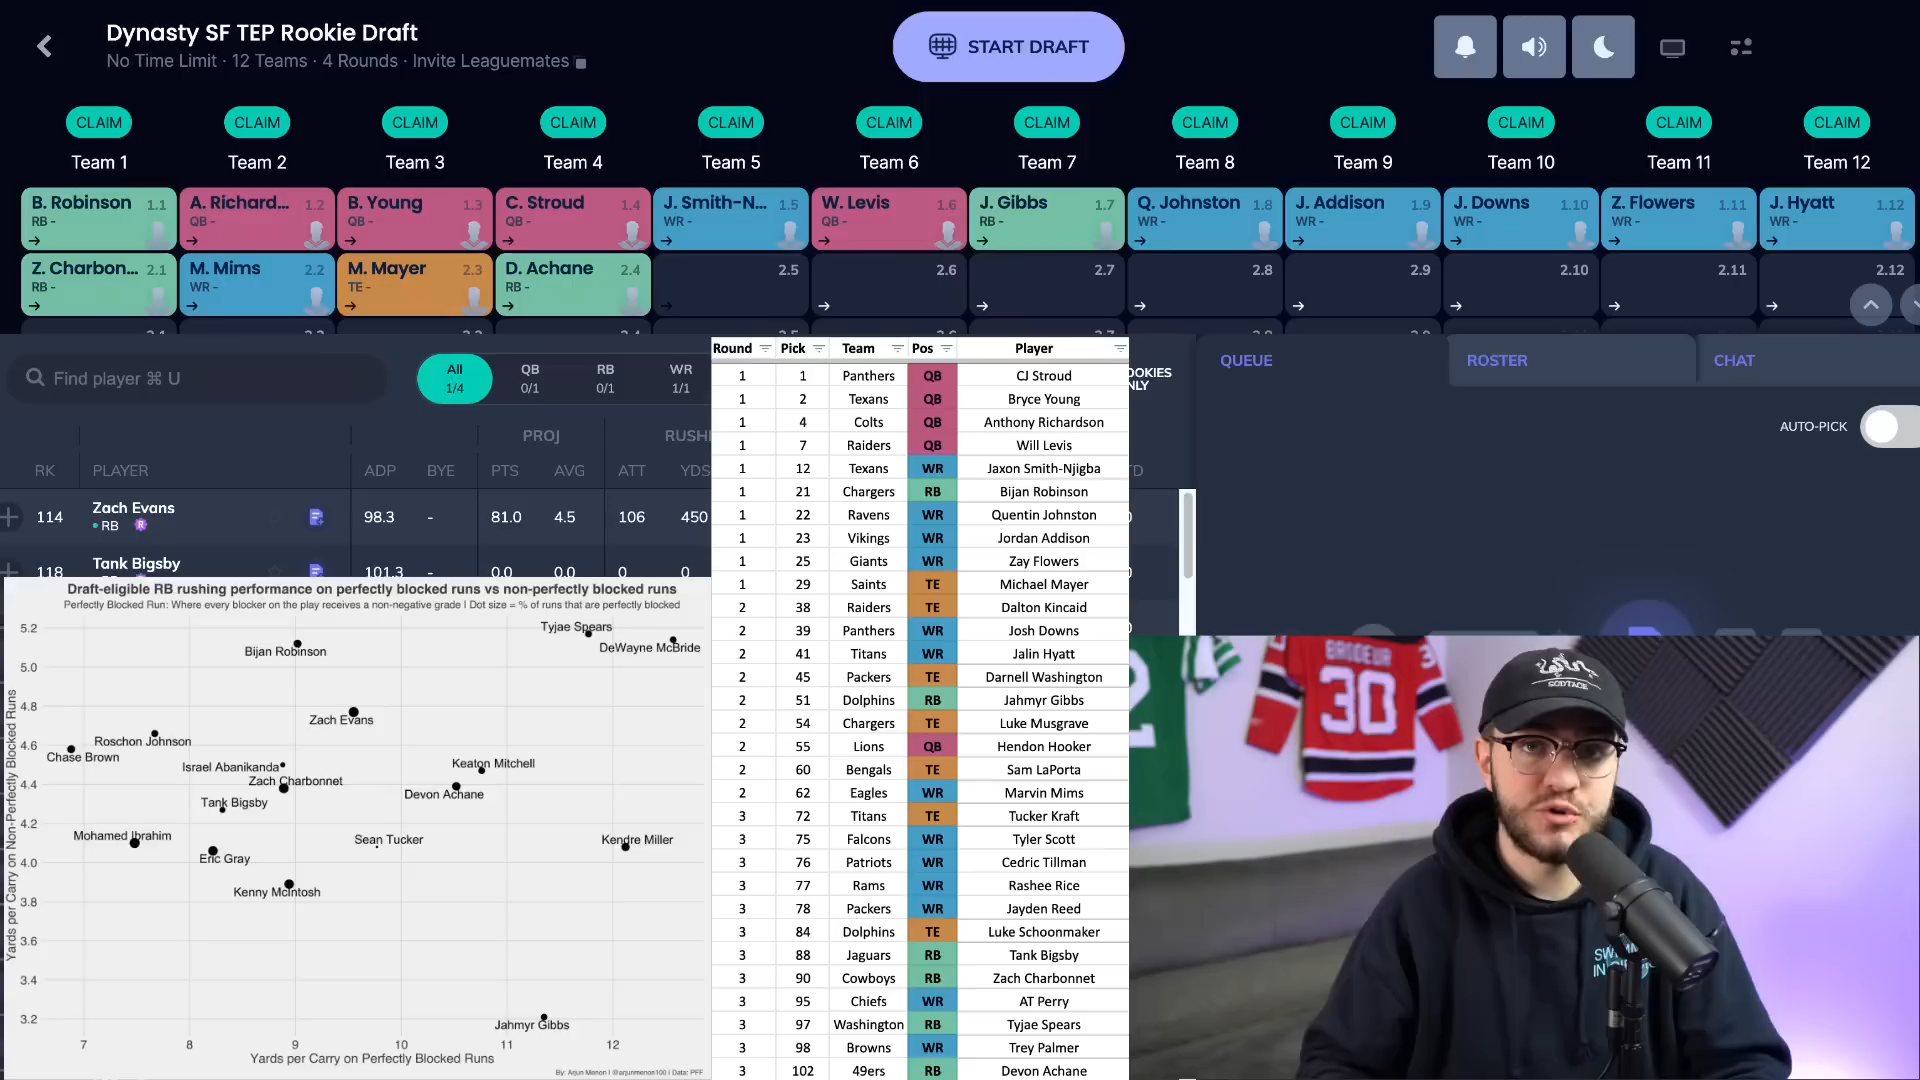 Dynasty SF TEP Rookie Draft
No Time Limit · 12 Teams · 4 Rounds · Invite Leaguemates
START DRAFT
CLAIM CLAIM CLAIM CLAIM CLAIM CLAIM CLAIM CLAIM CLAIM CLAIM CLAIM CLAIM
Team 1 Team 2 Team 3 Team 4 Team 5 Team 6 Team 7 Team 8 Team 9 Team 10 Team 11 Team 12
B. Robinson 1.1 A. Richard... 1.2 B. Young 1.3 C. Stroud 1.4 J. Smith-N... 1.5 W. Levis 1.6 J. Gibbs 1.7 Q. Johnston 1.8 J. Addison 1.9 J. Downs 1.10 Z. Flowers 1.11 J. Hyatt 1.12
RB - QB - QB - QB - WR - QB - RB - WR - WR - WR - WR - WR -
Z. Charbon... 2.1 M. Mims 2.2 M. Mayer 2.3 D. Achane 2.4 2.5 2.6 2.7 2.8 2.9 2.10 2.11 2.12
RB - WR - TE - RB -
Find player ⌘ U
All QB RB WR
1/4 0/1 0/1 1/1
OOKIES
NLY
QUEUE ROSTER CHAT
AUTO-PICK
PROJ RUSHI
RK PLAYER ADP BYE PTS AVG ATT YDS TD
114 Zach Evans 98.3 - 81.0 4.5 106 450
RB R
118 Tank Bigsby 101.3 - 0.0 0.0 0 0
Round Pick Team Pos Player
1 1 Panthers QB CJ Stroud
1 2 Texans QB Bryce Young
1 4 Colts QB Anthony Richardson
1 7 Raiders QB Will Levis
1 12 Texans WR Jaxon Smith-Njigba
1 21 Chargers RB Bijan Robinson
1 22 Ravens WR Quentin Johnston
1 23 Vikings WR Jordan Addison
1 25 Giants WR Zay Flowers
1 29 Saints TE Michael Mayer
2 38 Raiders TE Dalton Kincaid
2 39 Panthers WR Josh Downs
2 41 Titans WR Jalin Hyatt
2 45 Packers TE Darnell Washington
2 51 Dolphins RB Jahmyr Gibbs
2 54 Chargers TE Luke Musgrave
2 55 Lions QB Hendon Hooker
2 60 Bengals TE Sam LaPorta
2 62 Eagles WR Marvin Mims
3 72 Titans TE Tucker Kraft
3 75 Falcons WR Tyler Scott
3 76 Patriots WR Cedric Tillman
3 77 Rams WR Rashee Rice
3 78 Packers WR Jayden Reed
3 84 Dolphins TE Luke Schoonmaker
3 88 Jaguars RB Tank Bigsby
3 90 Cowboys RB Zach Charbonnet
3 95 Chiefs WR AT Perry
3 97 Washington RB Tyjae Spears
3 98 Browns WR Trey Palmer
3 102 49ers RB Devon Achane
Draft-eligible RB rushing performance on perfectly blocked runs vs non-perfectly blocked runs
Perfectly Blocked Run: Where every blocker on the play receives a non-negative grade | Dot size = % of runs that are perfectly blocked
Yards per Carry on Non-Perfectly Blocked Runs
5.2
5.0
4.8
4.6
4.4
4.2
4.0
3.8
3.6
3.4
3.2
Tyjae Spears
DeWayne McBride
Bijan Robinson
Zach Evans
Roschon Johnson
Chase Brown
Israel Abanikanda
Keaton Mitchell
Zach Charbonnet
Devon Achane
Tank Bigsby
Mohamed Ibrahim
Sean Tucker
Kendre Miller
Eric Gray
Kenny McIntosh
Jahmyr Gibbs
7 8 9 10 11 12
Yards per Carry on Perfectly Blocked Runs
By: Arjun Menon | @arjunmenon100 | Data: PFF
BRODEUR
30
2